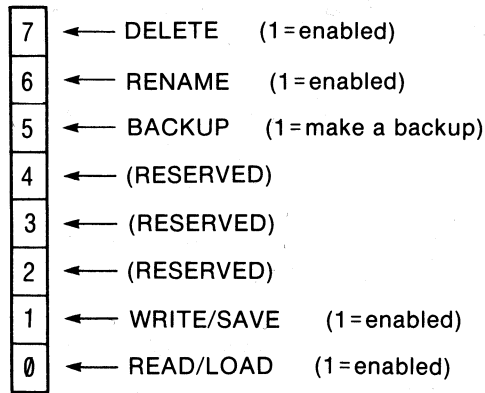 7 DELETE (1=enabled)
6 RENAME (1=enabled)
5 BACKUP (1=make a backup)
4 (RESERVED)
3 (RESERVED)
2 (RESERVED)
1 WRITE/SAVE (1=enabled)
0 READ/LOAD (1=enabled)